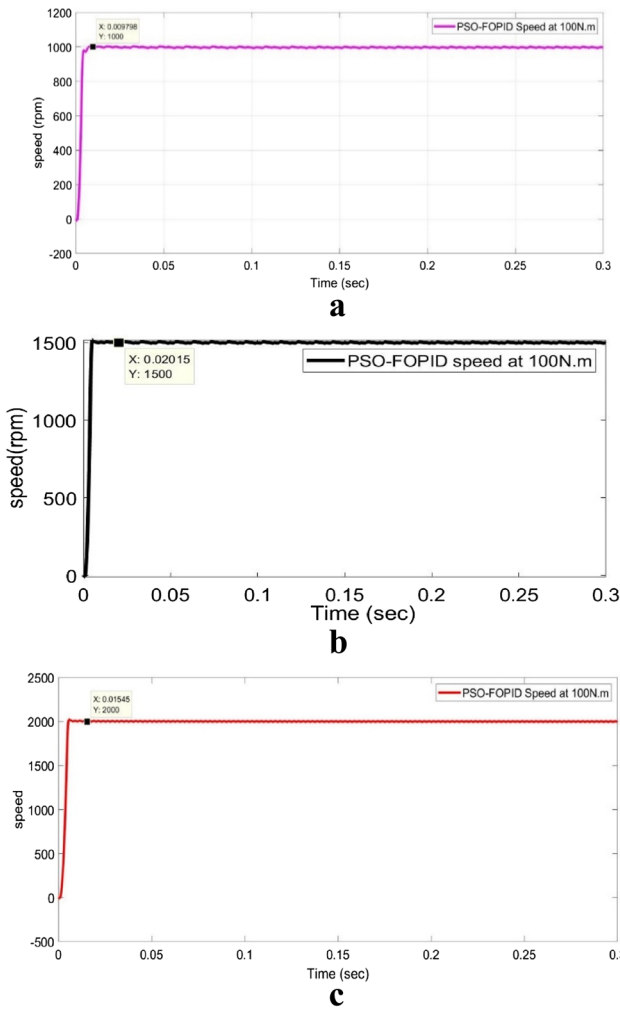 1200
X: 0.009798
Y: 1000
PSO-FOPID Speed at 100N.m
1000
800
600
400
200
0
-200
speed (rpm)
0 0.05 0.1 0.15 0.2 0.25 0.3
Time (sec)
a
1500
X: 0.02015
Y: 1500
PSO-FOPID speed at 100N.m
1000
500
0
speed(rpm)
0 0.05 0.1 0.15 0.2 0.25 0.3
Time (sec)
b
2500
X: 0.01545
Y: 2000
PSO-FOPID Speed at 100N.m
2000
1500
1000
500
0
-500
speed
0 0.05 0.1 0.15 0.2 0.25 0.
Time (sec)
c